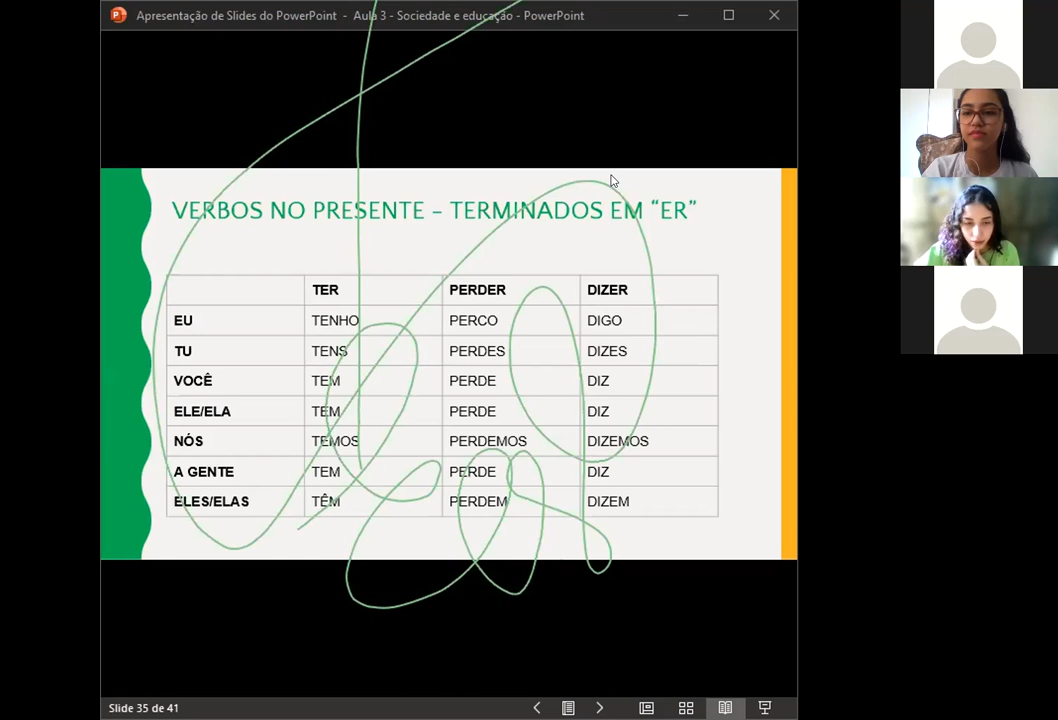 Apresentação de Slides do PowerPoint - Aula 3 - Sociedade e educação - PowerPoint
VERBOS NO PRESENTE – TERMINADOS EM “ER”
TER PERDER DIZER
EU TENHO PERCO DIGO
TU TENS PERDES DIZES
VOCÊ TEM PERDE DIZ
ELE/ELA TEM PERDE DIZ
NÓS TEMOS PERDEMOS DIZEMOS
A GENTE TEM PERDE DIZ
ELES/ELAS TÊM PERDEM DIZEM
Slide 35 de 41